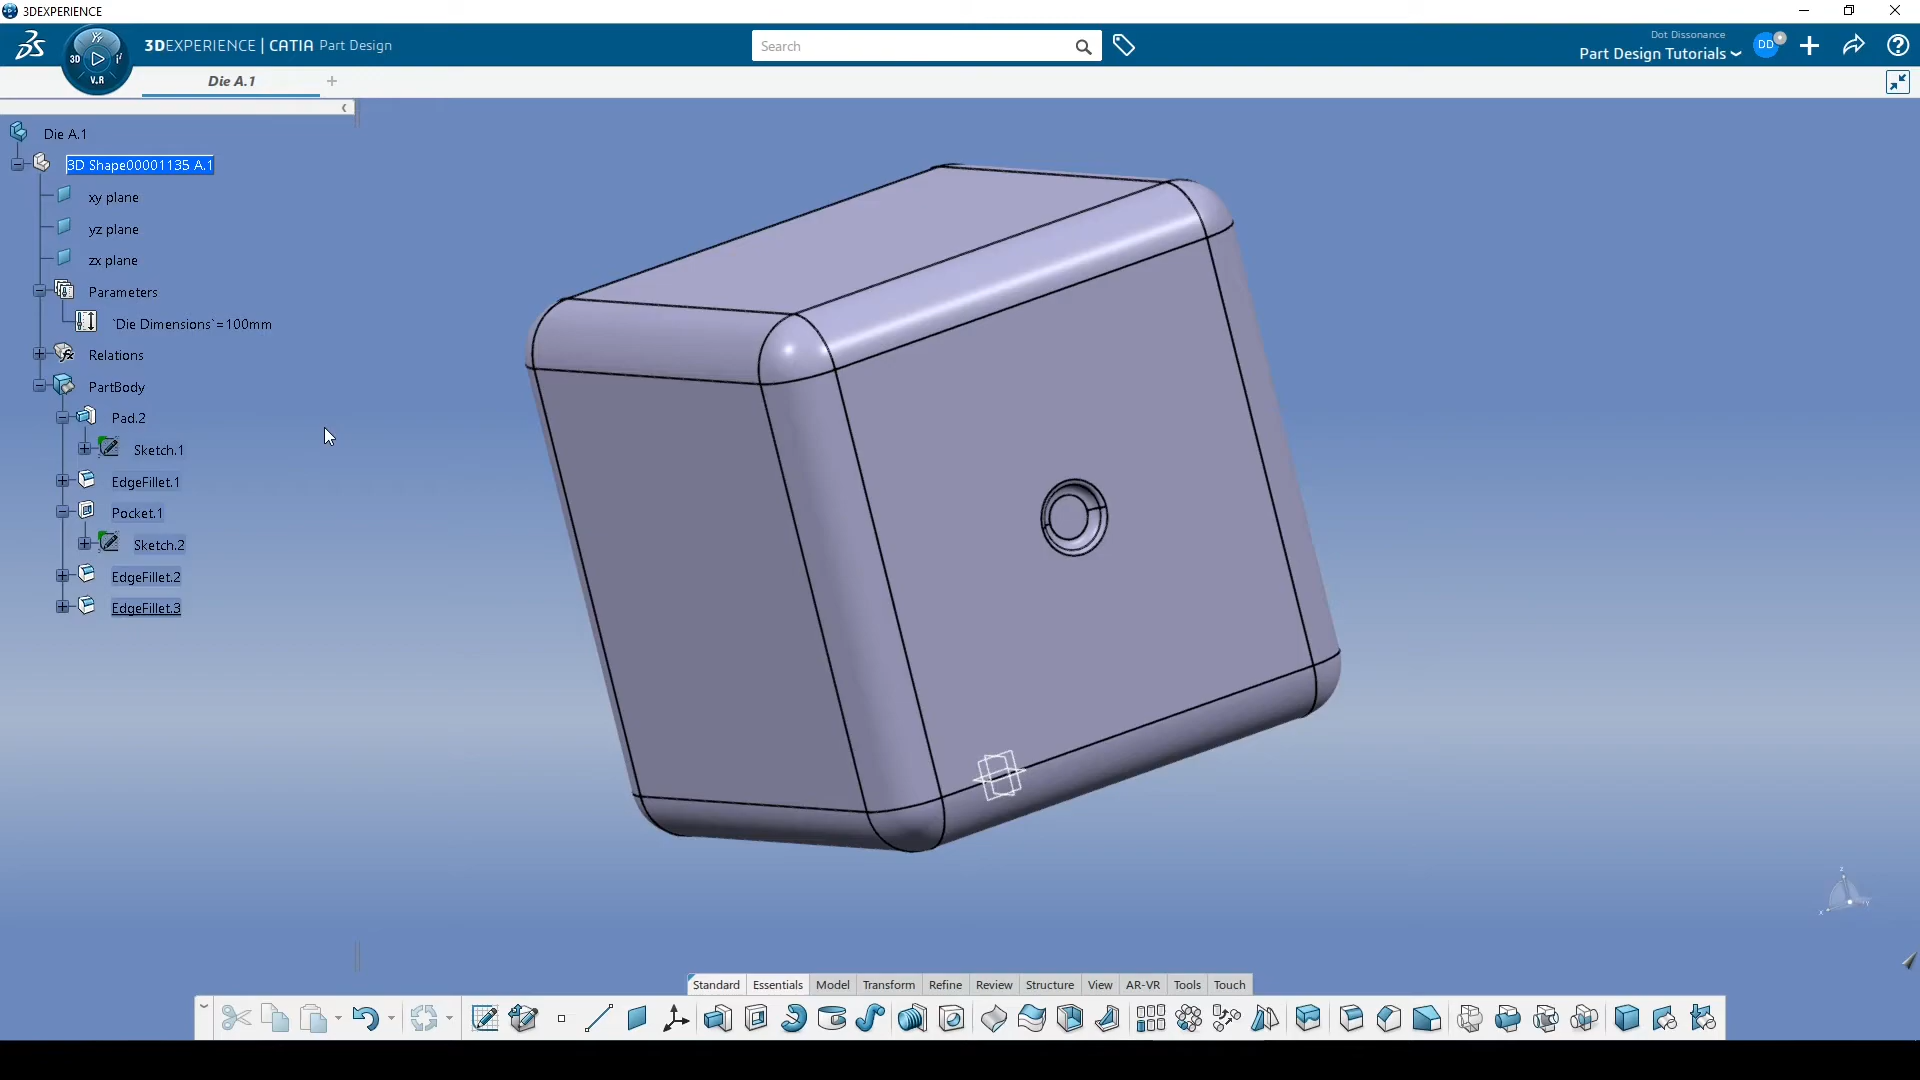 3DEXPERIENCE
3DEXPERIENCE | CATIA Part Design
3D
V.R
Search
Dot Dissonance
Part Design Tutorials
DD
Die A.1
Die A.1
3D Shape00001135 A.1
xy plane
yz plane
zx plane
Parameters
`Die Dimensions`=100mm
Relations
PartBody
Pad.2
Sketch.1
EdgeFillet.1
Pocket.1
Sketch.2
EdgeFillet.2
EdgeFillet.3
z
x
y
Standard Essentials Model Transform Refine Review Structure View AR-VR Tools Touch